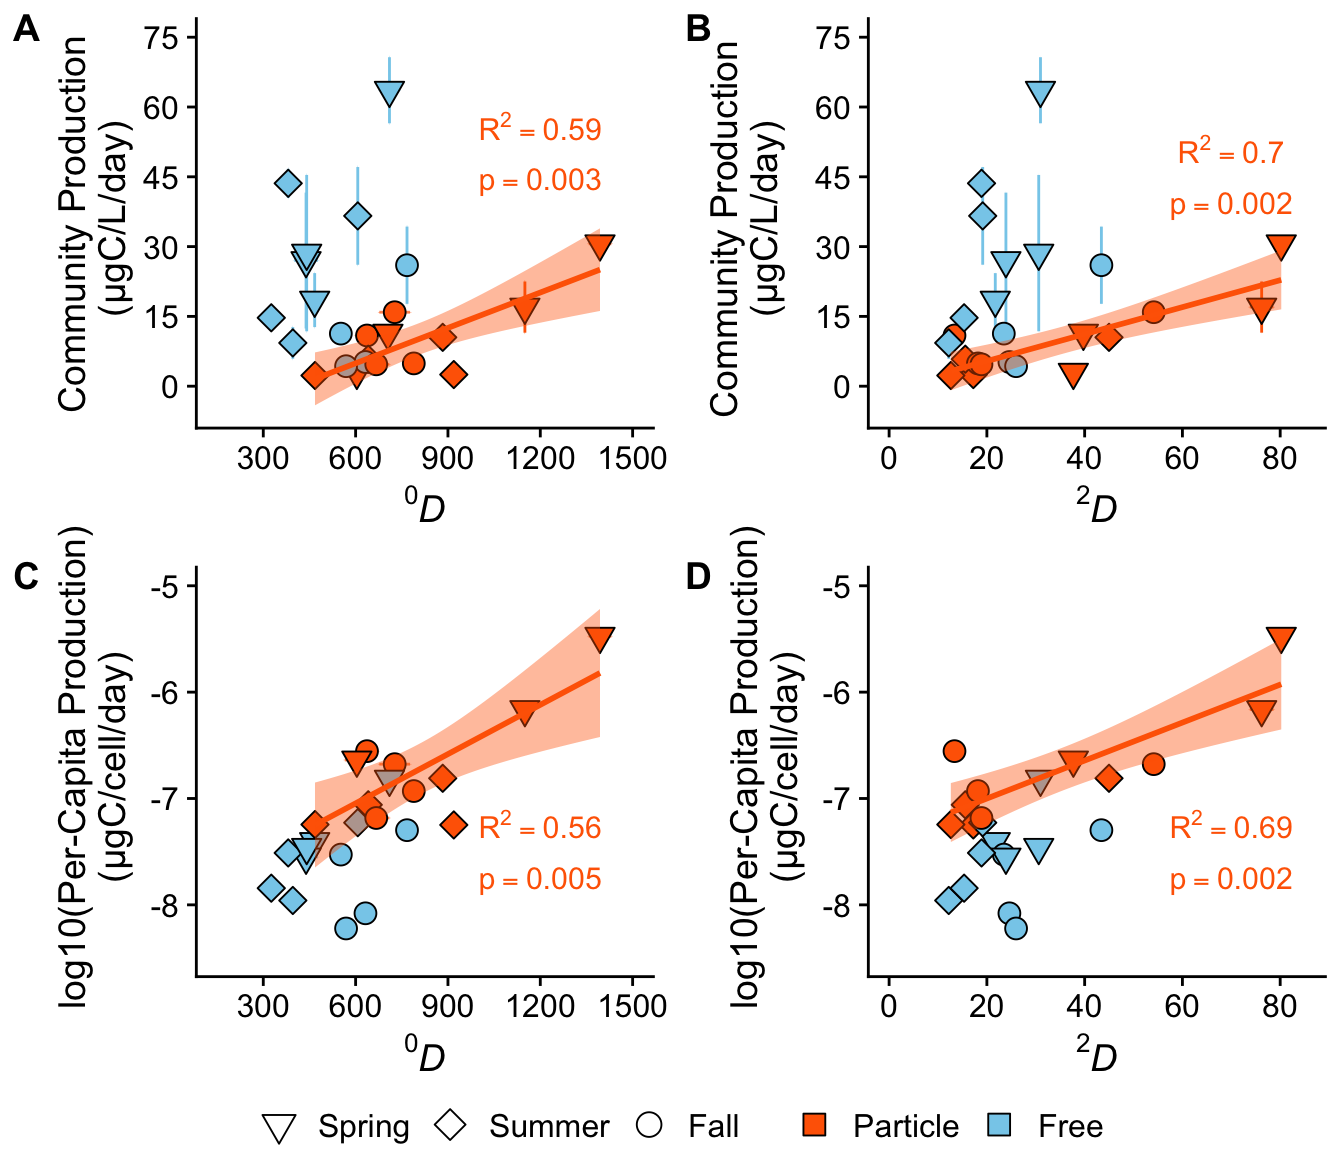 A
Community Production
(µgC/L/day)
75
60
45
30
15
0
R² = 0.59
p = 0.003
300 600 900 1200 1500
⁰D
B
Community Production
(µgC/L/day)
75
60
45
30
15
0
R² = 0.7
p = 0.002
0 20 40 60 80
²D
C
log10(Per-Capita Production)
(µgC/cell/day)
-5
-6
-7
-8
R² = 0.56
p = 0.005
300 600 900 1200 1500
⁰D
D
log10(Per-Capita Production)
(µgC/cell/day)
-5
-6
-7
-8
R² = 0.69
p = 0.002
0 20 40 60 80
²D
Spring Summer Fall Particle Free